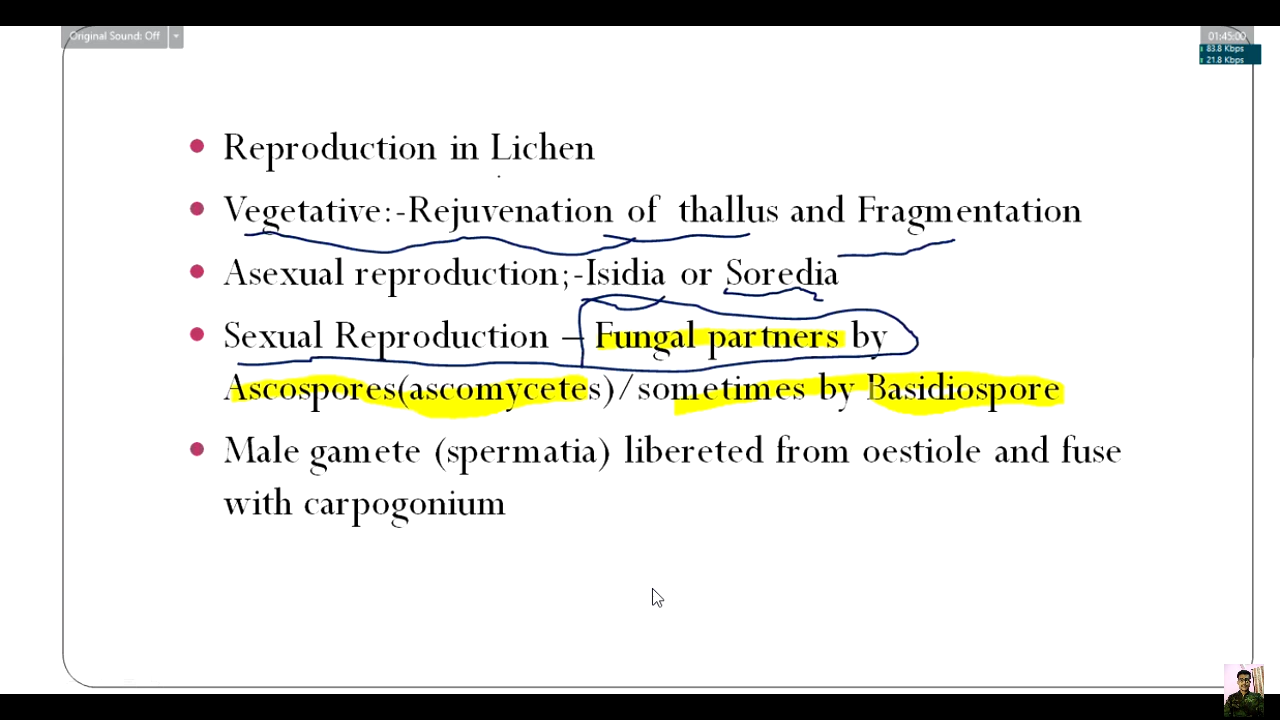 Original Sound: Off
01:45:00
83.8 Kbps
21.8 Kbps
Reproduction in Lichen
Vegetative:-Rejuvenation of thallus and Fragmentation
Asexual reproduction;-Isidia or Soredia
Sexual Reproduction – Fungal partners by
Ascospores(ascomycetes)/sometimes by Basidiospore
Male gamete (spermatia) libereted from oestiole and fuse
with carpogonium